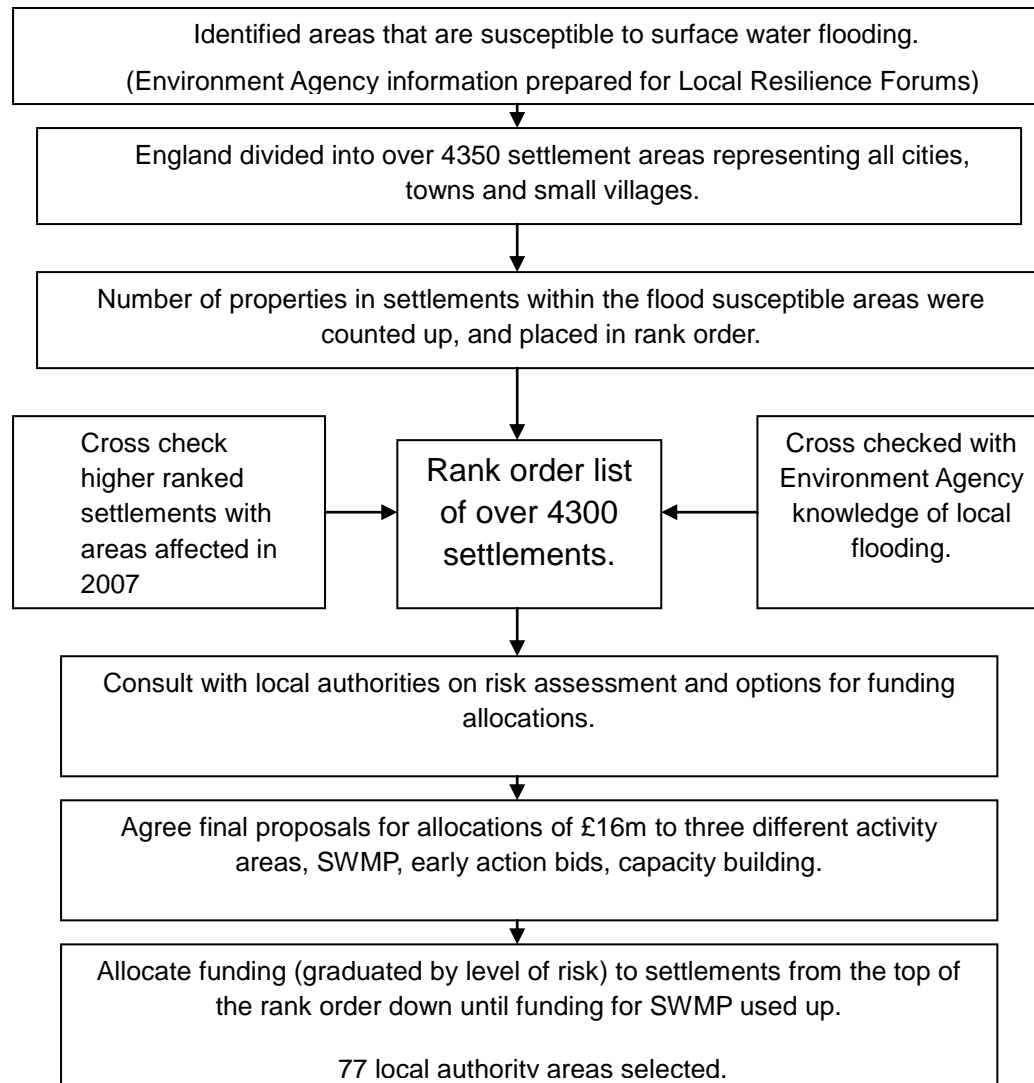 Identified areas that are susceptible to surface water flooding.
(Environment Agency information prepared for Local Resilience Forums)
England divided into over 4350 settlement areas representing all cities,
towns and small villages.
Number of properties in settlements within the flood susceptible areas were
counted up, and placed in rank order.
Cross check
higher ranked
settlements with
areas affected in
2007
Rank order list
of over 4300
settlements.
Cross checked with
Environment Agency
knowledge of local
flooding.
Consult with local authorities on risk assessment and options for funding
allocations.
Agree final proposals for allocations of £16m to three different activity
areas, SWMP, early action bids, capacity building.
Allocate funding (graduated by level of risk) to settlements from the top of
the rank order down until funding for SWMP used up.
77 local authority areas selected.